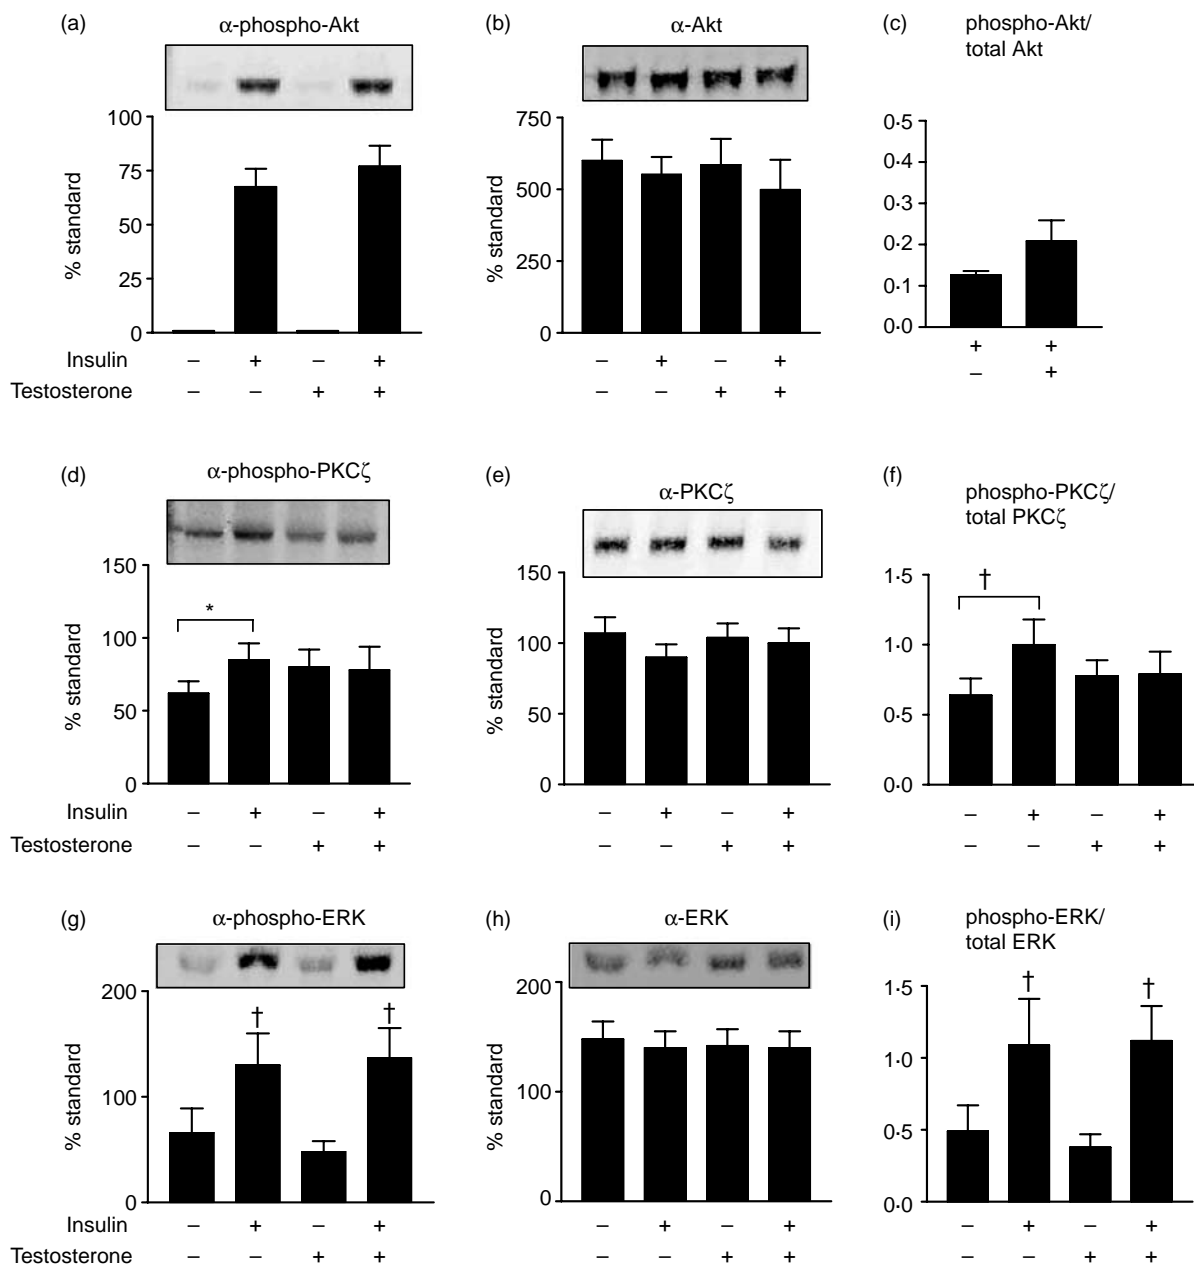 (a)
α-phospho-Akt
100
75
50
25
0
% standard
Insulin – + – +
Testosterone – – + +
(b)
α-Akt
750
500
250
0
% standard
– + – +
– – + +
(c)
phospho-Akt/
total Akt
0·5
0·4
0·3
0·2
0·1
0·0
+ +
– +
(d)
α-phospho-PKCζ
150
100
50
0
% standard
*
Insulin – + – +
Testosterone – – + +
(e)
α-PKCζ
150
100
50
0
% standard
– + – +
– – + +
(f)
phospho-PKCζ/
total PKCζ
1·5
1·0
0·5
0·0
†
– + – +
– – + +
(g)
α-phospho-ERK
200
100
0
% standard
† †
Insulin – + – +
Testosterone – – + +
(h)
α-ERK
200
100
0
% standard
– + – +
– – + +
(i)
phospho-ERK/
total ERK
1·5
1·0
0·5
0·0
† †
– + – +
– – + +